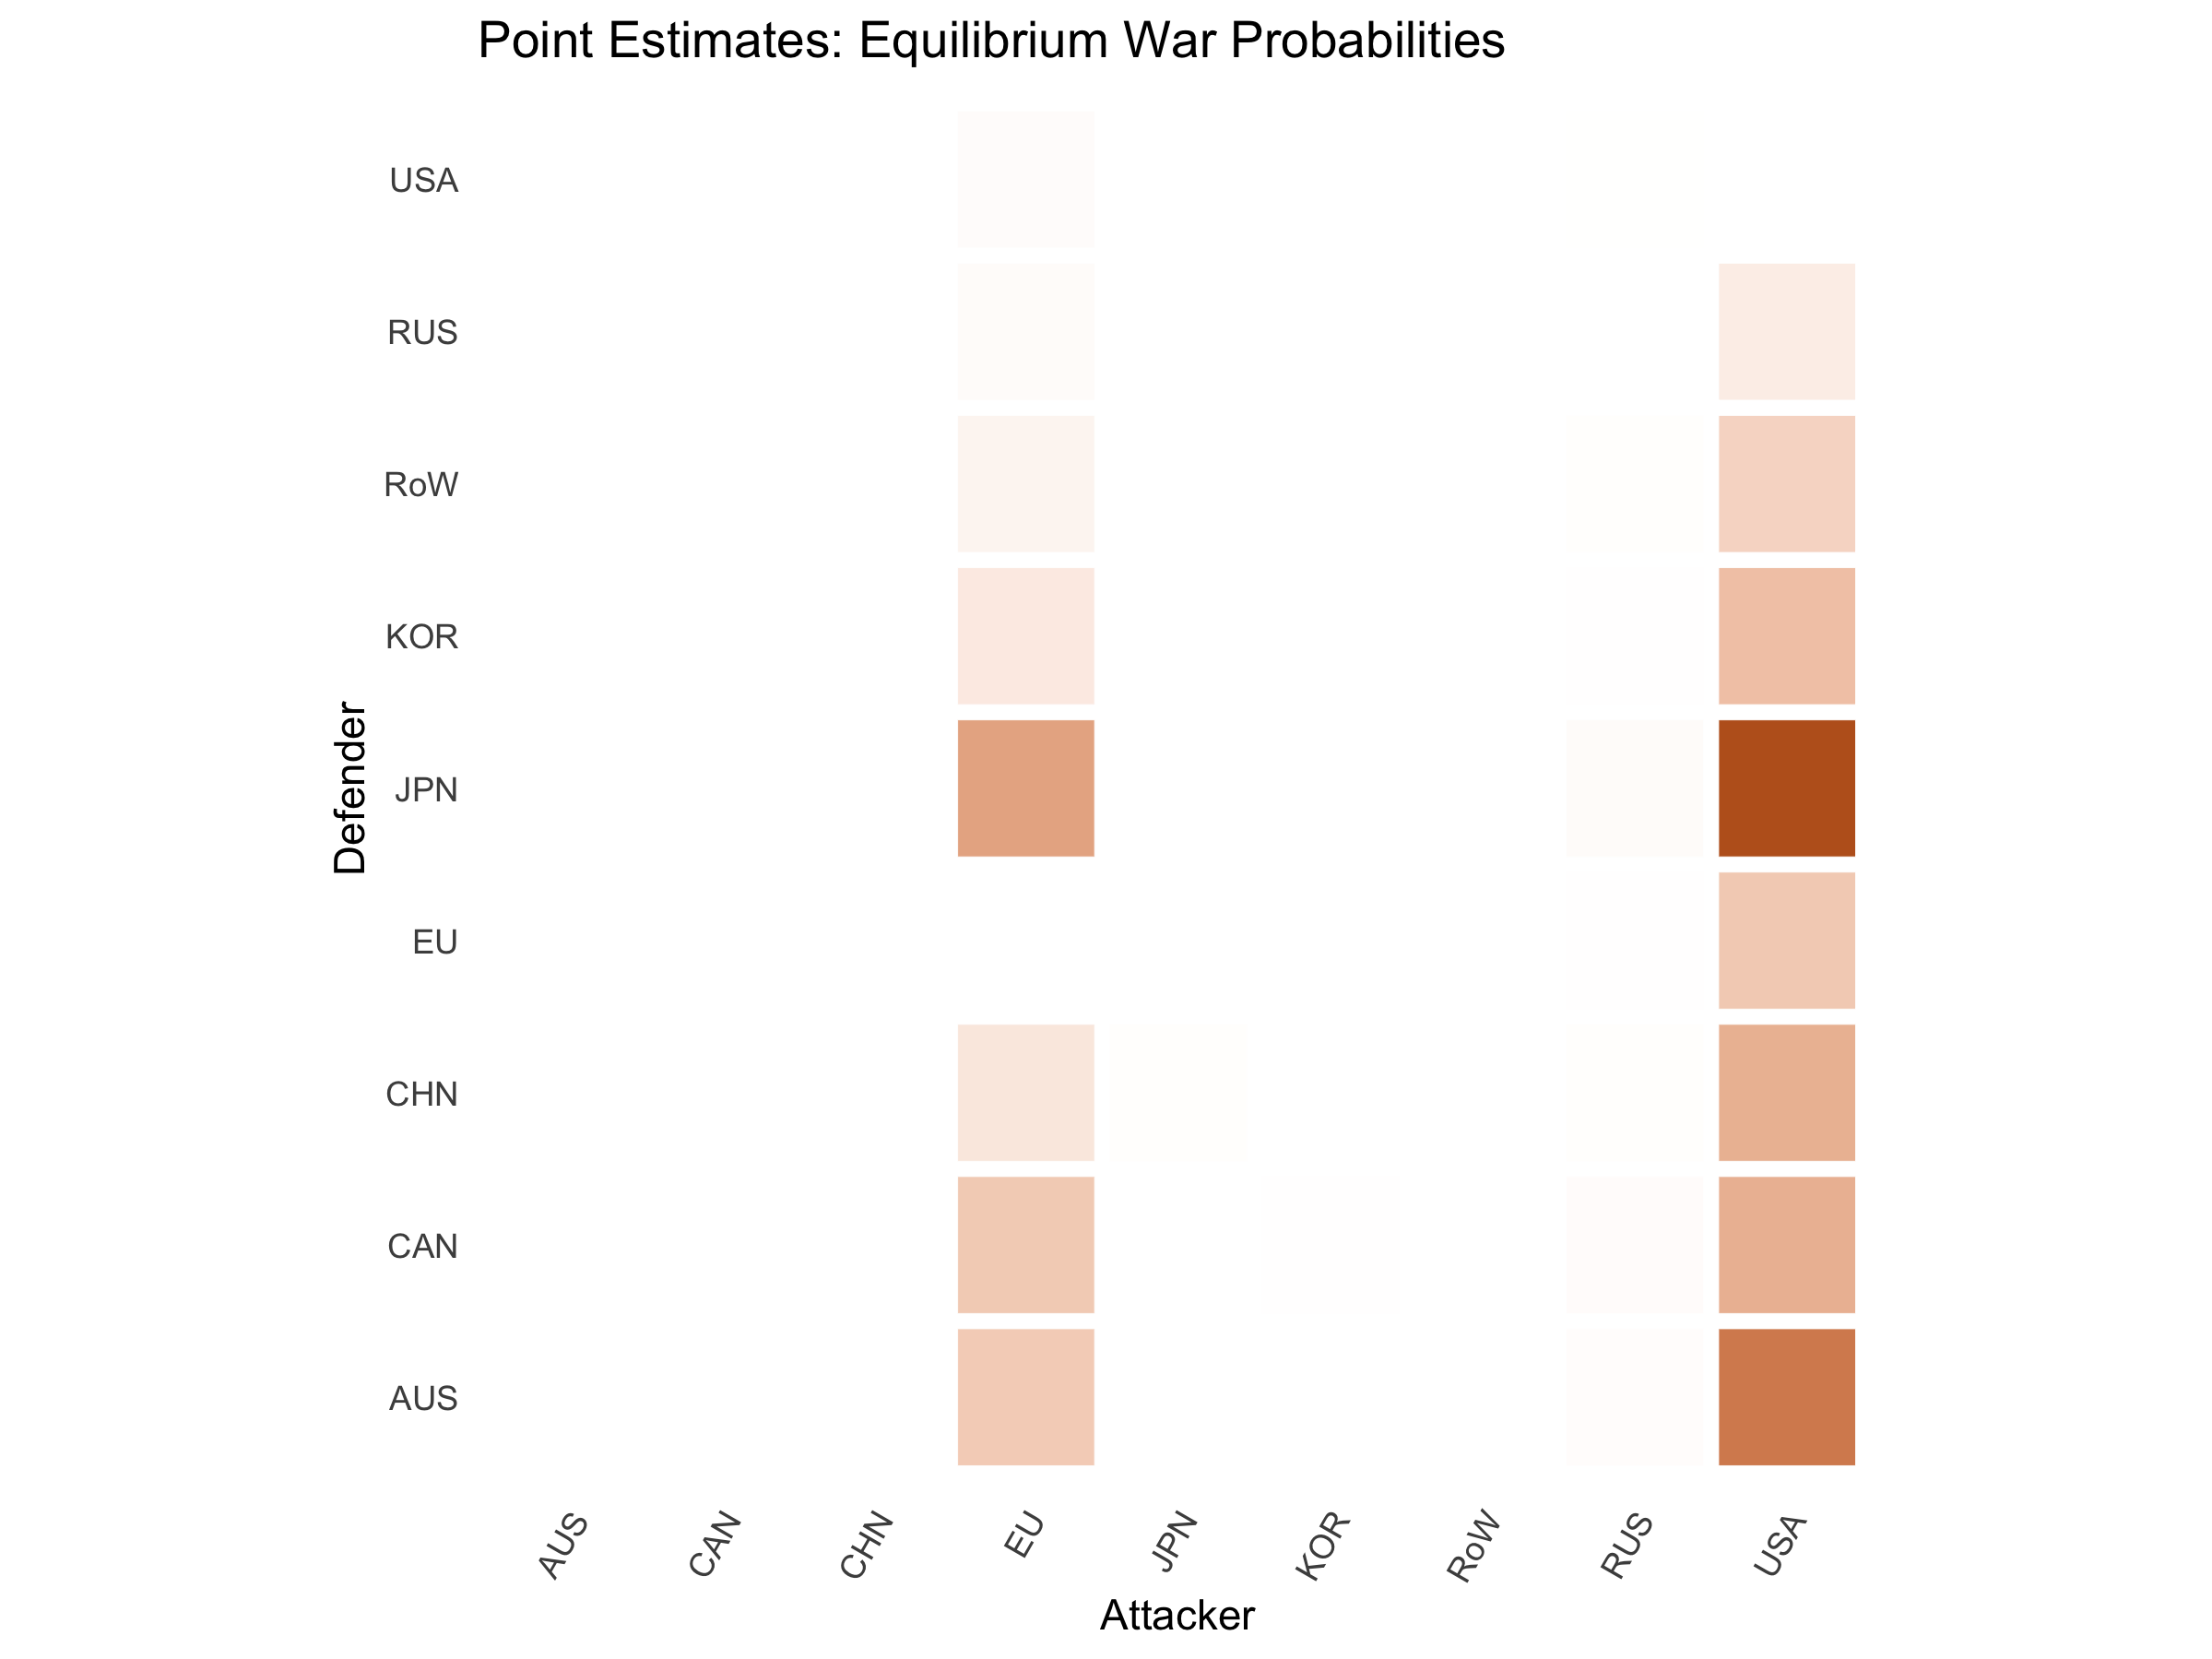 Point Estimates: Equilibrium War Probabilities
USA
RUS
RoW
KOR
JPN
EU
CHN
CAN
AUS
Defender
AUS
CAN
CHN
EU
JPN
KOR
RoW
RUS
USA
Attacker